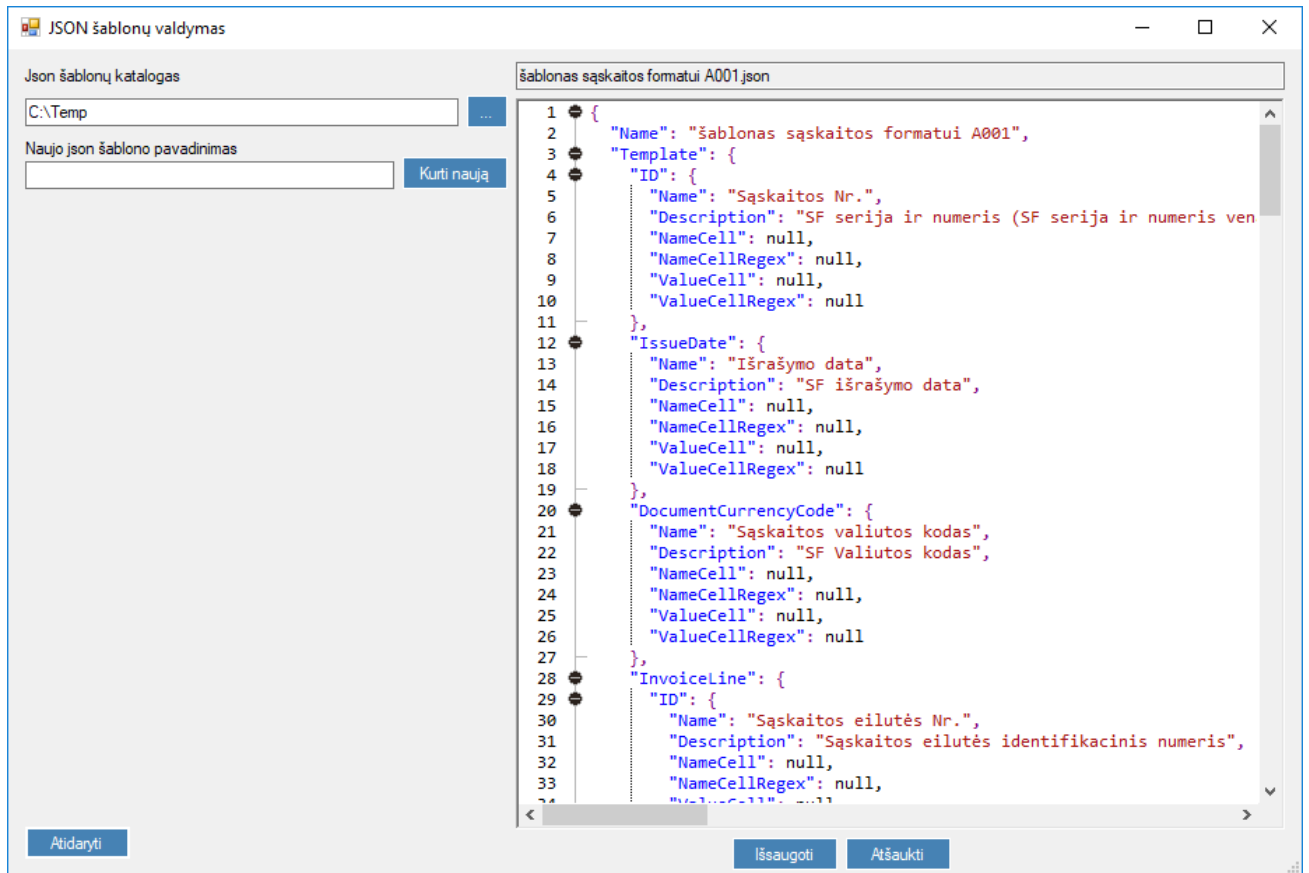 JSON šablonų valdymas
Json šablonų katalogas
C:\Temp
...
Naujo json šablono pavadinimas
Kurti naują
šablonas sąskaitos formatui A001.json
1 {
2 "Name": "šablonas sąskaitos formatui A001",
3 "Template": {
4 "ID": {
5 "Name": "Sąskaitos Nr.",
6 "Description": "SF serija ir numeris (SF serija ir numeris ven
7 "NameCell": null,
8 "NameCellRegex": null,
9 "ValueCell": null,
10 "ValueCellRegex": null
11 },
12 "IssueDate": {
13 "Name": "Išrašymo data",
14 "Description": "SF išrašymo data",
15 "NameCell": null,
16 "NameCellRegex": null,
17 "ValueCell": null,
18 "ValueCellRegex": null
19 },
20 "DocumentCurrencyCode": {
21 "Name": "Sąskaitos valiutos kodas",
22 "Description": "SF Valiutos kodas",
23 "NameCell": null,
24 "NameCellRegex": null,
25 "ValueCell": null,
26 "ValueCellRegex": null
27 },
28 "InvoiceLine": {
29 "ID": {
30 "Name": "Sąskaitos eilutės Nr.",
31 "Description": "Sąskaitos eilutės identifikacinis numeris",
32 "NameCell": null,
33 "NameCellRegex": null,
34 "ValueCell": null
Atidaryti
Išsaugoti
Atšaukti